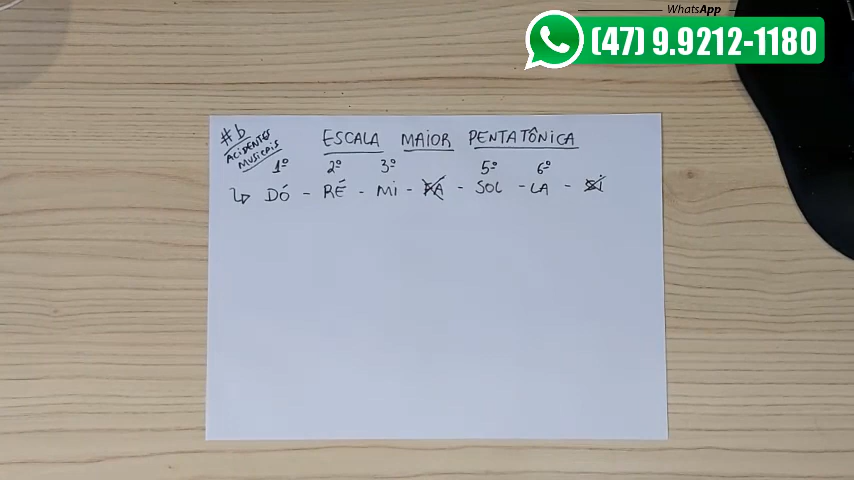 WhatsApp
(47) 9.9212-1180
#b
ACIDENTES
MUSICAIS
ESCALA MAIOR PENTATÔNICA
1º 2º 3º 5º 6º
DÓ - RÉ - Mi - FÁ - SOL - LA - Si